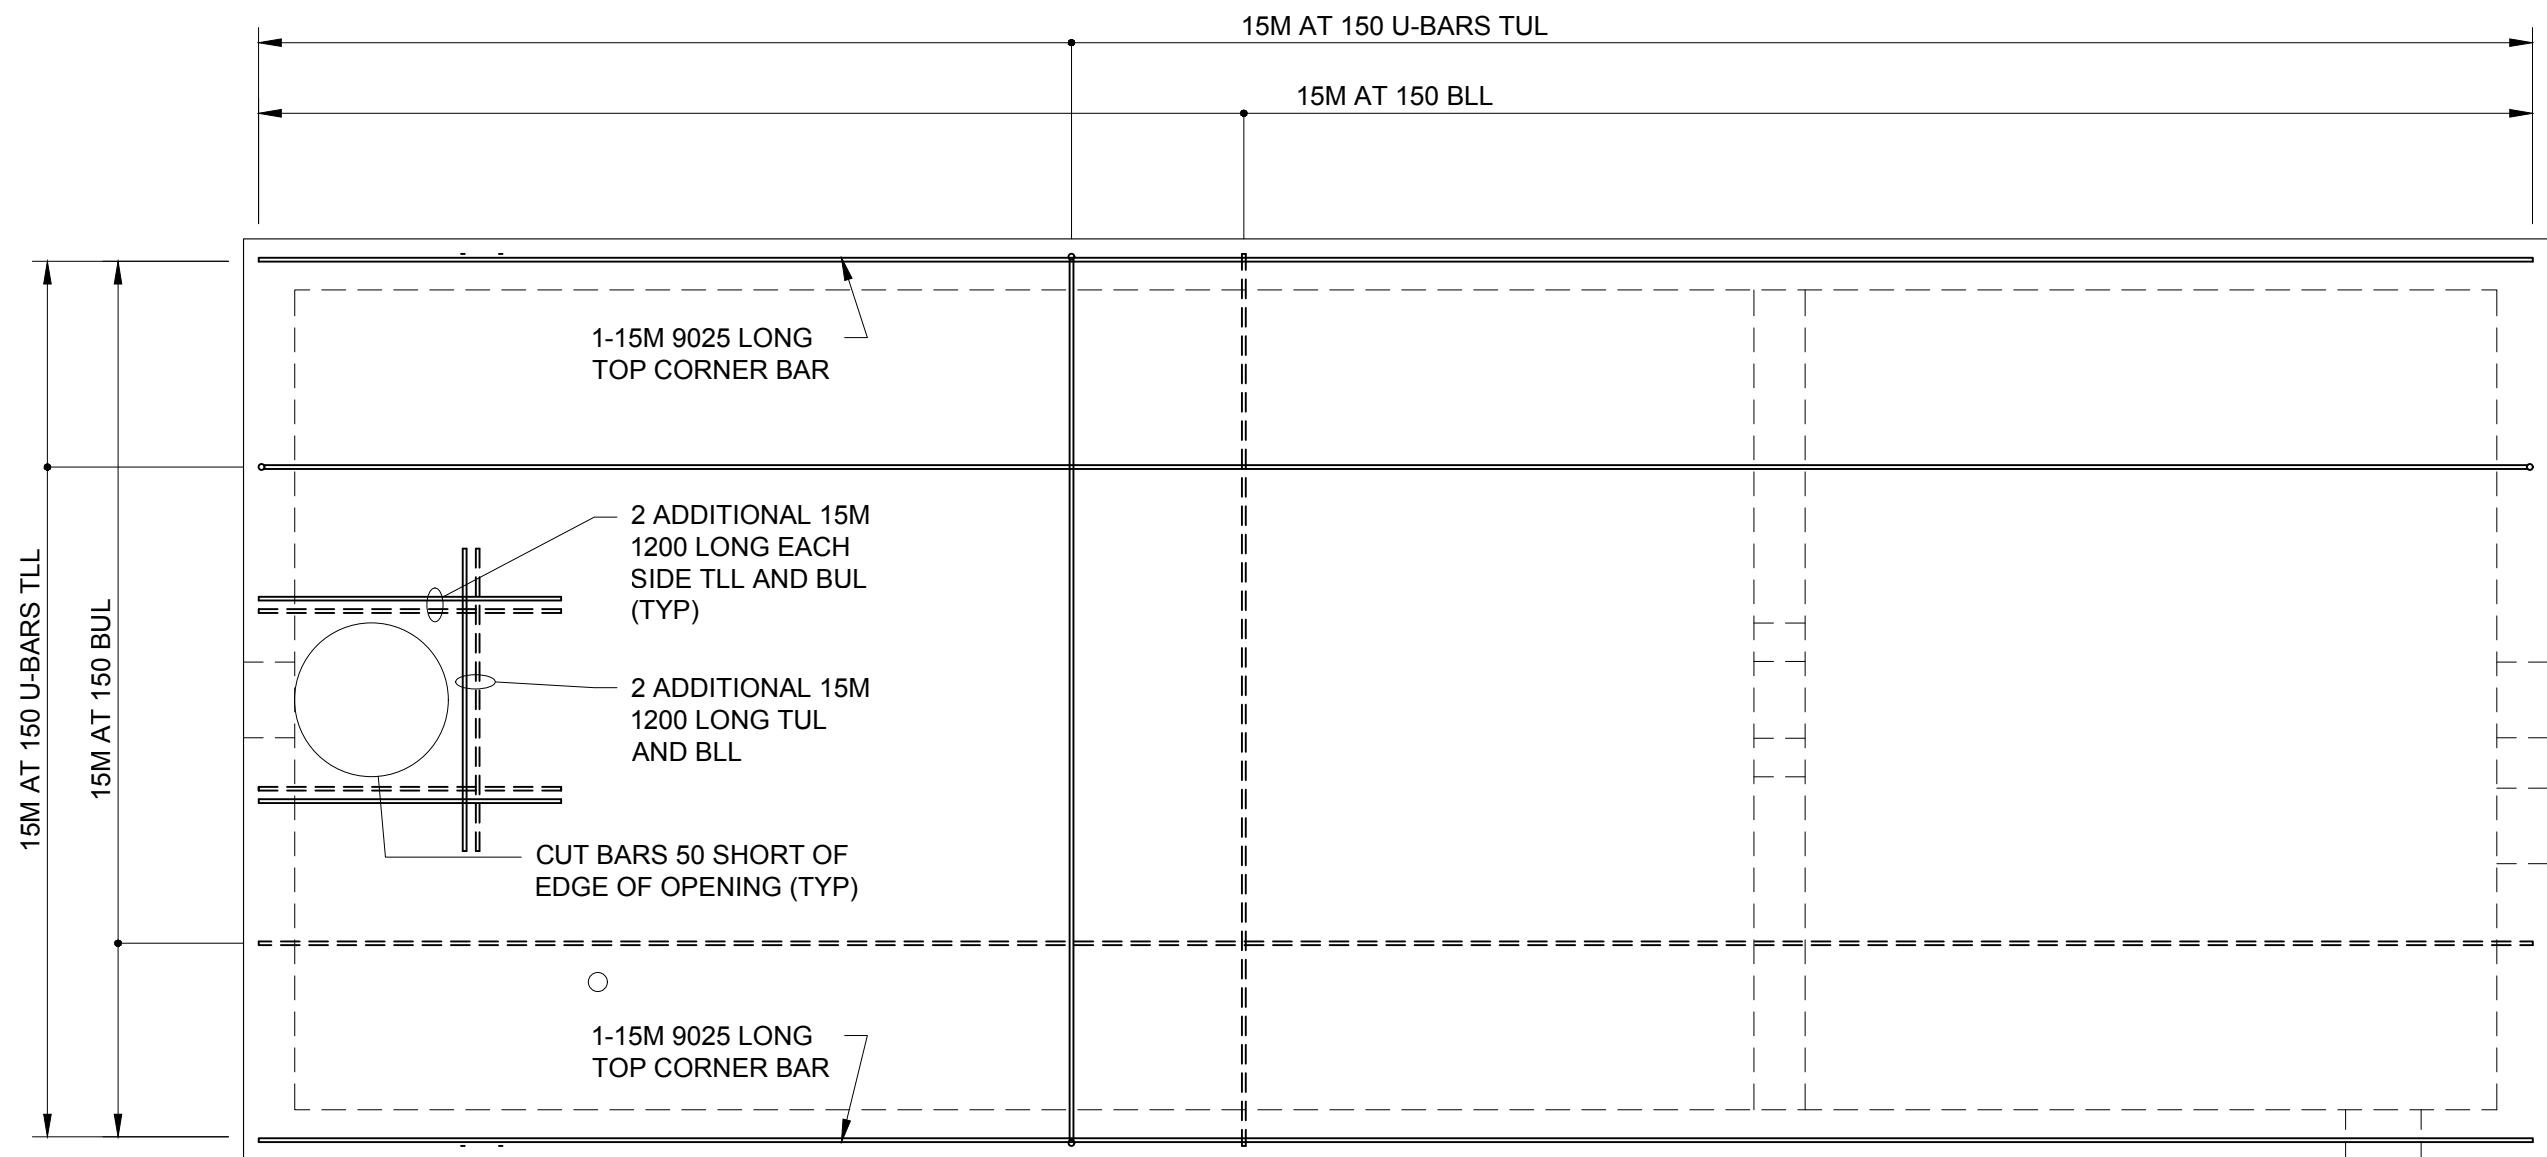 15M AT 150 U-BARS TUL
15M AT 150 BLL
1-15M 9025 LONG
TOP CORNER BAR
2 ADDITIONAL 15M
1200 LONG EACH
SIDE TLL AND BUL
(TYP)
2 ADDITIONAL 15M
1200 LONG TUL
AND BLL
15M AT 150 U-BARS TLL
15M AT 150 BUL
CUT BARS 50 SHORT OF
EDGE OF OPENING (TYP)
1-15M 9025 LONG
TOP CORNER BAR